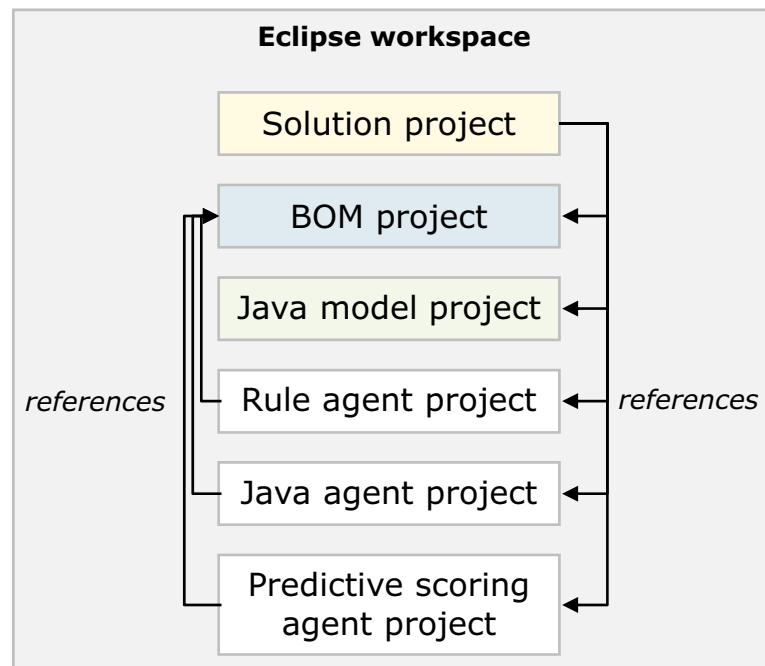 Eclipse workspace
Solution project
BOM project
Java model project
Rule agent project
references
references
Java agent project
Predictive scoring
agent project